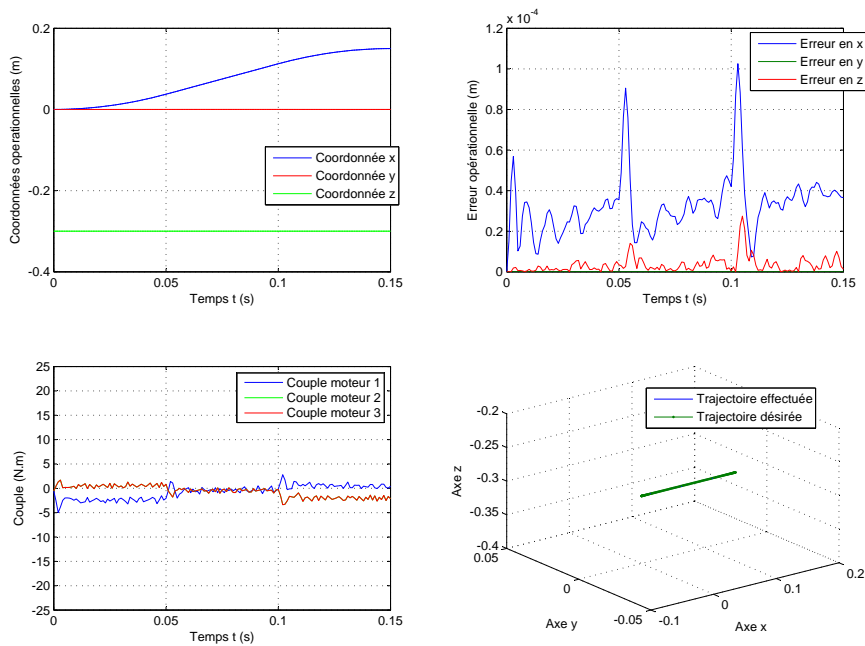 0.2
0
-0.2
-0.4
Coordonnées operationnelles (m)
0
0.05
0.1
0.15
Temps t (s)
Coordonnée x
Coordonnée y
Coordonnée z
x 10
-4
1.2
1
0.8
0.6
0.4
0.2
0
Erreur opérationnelle (m)
0
0.05
0.1
0.15
Temps t (s)
Erreur en x
Erreur en y
Erreur en z
25
20
15
10
5
0
-5
-10
-15
-20
-25
Couple (N.m)
0
0.05
0.1
0.15
Temps t (s)
Couple moteur 1
Couple moteur 2
Couple moteur 3
-0.2
-0.25
-0.3
-0.35
-0.4
Axe z
0.05
0
-0.05
Axe y
-0.1
0
0.1
0.2
Axe x
Trajectoire effectuée
Trajectoire désirée